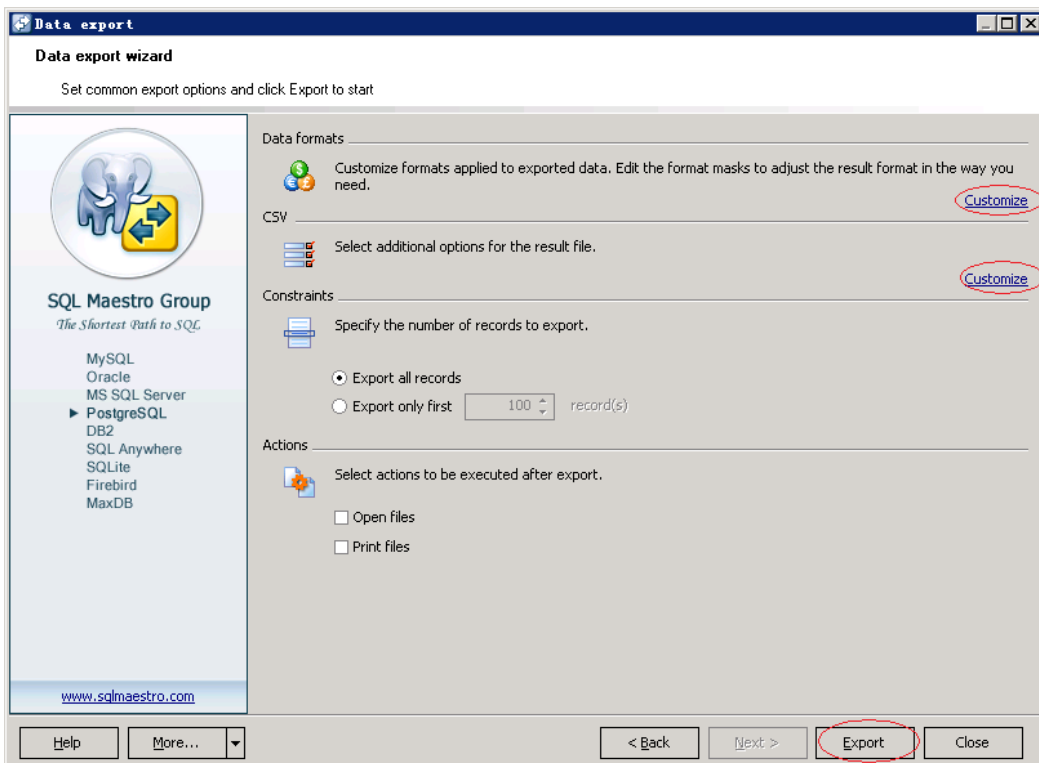 Data export
Data export wizard
Set common export options and click Export to start
Data formats
Customize formats applied to exported data. Edit the format masks to adjust the result format in the way you
need.
Customize
CSV
Select additional options for the result file.
Customize
Constraints
Specify the number of records to export.
Export all records
Export only first 100 record(s)
Actions
Select actions to be executed after export.
Open files
Print files
SQL Maestro Group
The Shortest Path to SQL
MySQL
Oracle
MS SQL Server
PostgreSQL
DB2
SQL Anywhere
SQLite
Firebird
MaxDB
www.sqlmaestro.com
Help More... < Back Next > Export Close